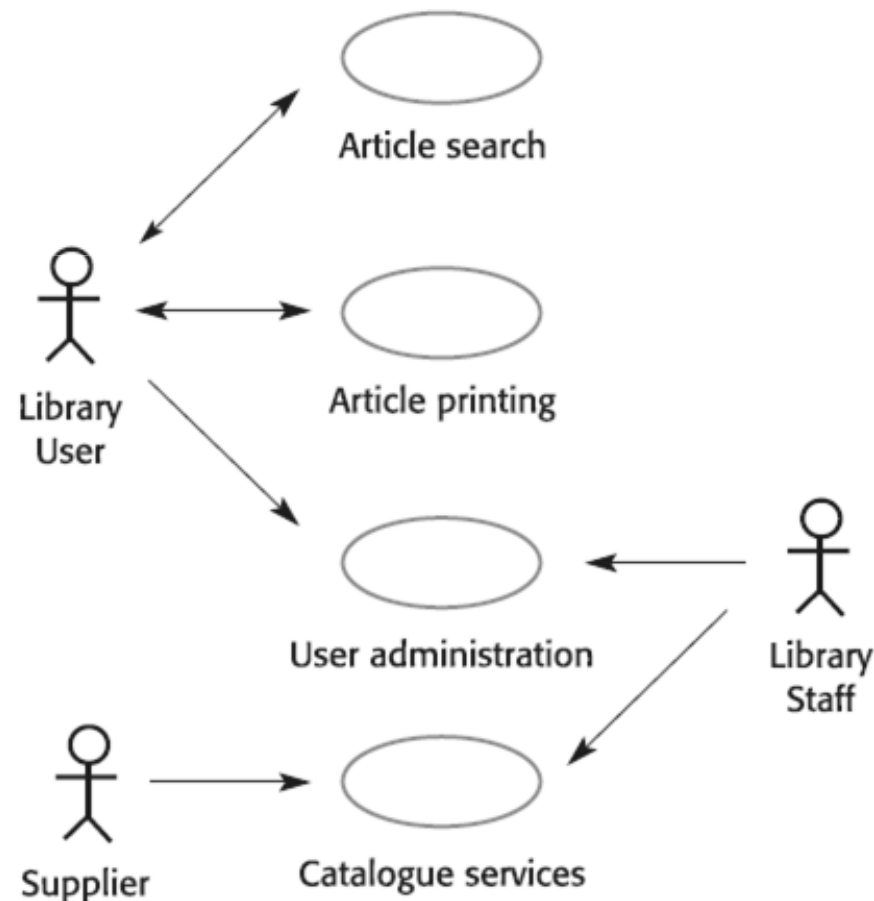 Article search
Article printing
Library
User
User administration
Library
Staff
Supplier
Catalogue services